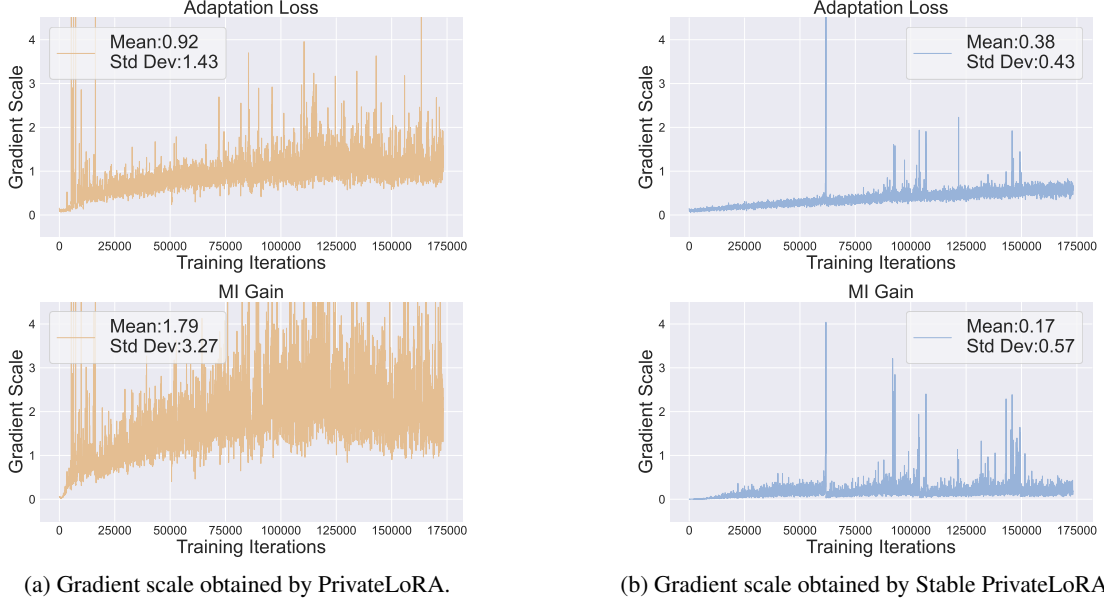 Adaptation Loss
Mean:0.92
Std Dev:1.43
Gradient Scale
4
3
2
1
0
0 25000 50000 75000 100000 125000 150000 175000
Training Iterations
MI Gain
Mean:1.79
Std Dev:3.27
Gradient Scale
4
3
2
1
0
0 25000 50000 75000 100000 125000 150000 175000
Training Iterations
(a) Gradient scale obtained by PrivateLoRA.
Adaptation Loss
Mean:0.38
Std Dev:0.43
Gradient Scale
4
3
2
1
0
0 25000 50000 75000 100000 125000 150000 175000
Training Iterations
MI Gain
Mean:0.17
Std Dev:0.57
Gradient Scale
4
3
2
1
0
0 25000 50000 75000 100000 125000 150000 175000
Training Iterations
(b) Gradient scale obtained by Stable PrivateLoRA